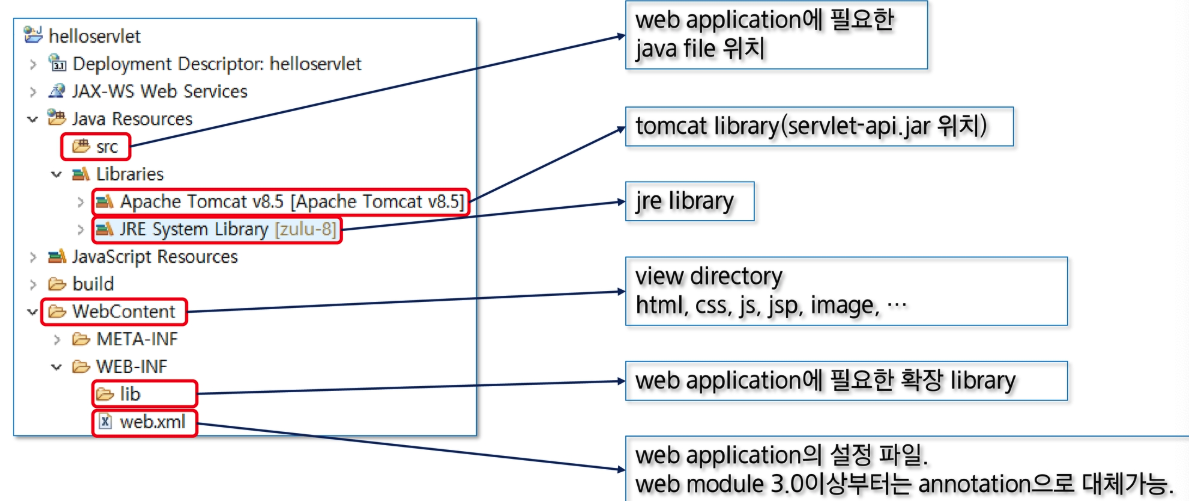 helloservlet
Deployment Descriptor: helloservlet
JAX-WS Web Services
Java Resources
src
Libraries
Apache Tomcat v8.5 [Apache Tomcat v8.5]
JRE System Library [zulu-8]
JavaScript Resources
build
WebContent
META-INF
WEB-INF
lib
web.xml
web application에 필요한
java file 위치
tomcat library(servlet-api.jar 위치)
jre library
view directory
html, css, js, jsp, image, ⋯
web application에 필요한 확장 library
web application의 설정 파일.
web module 3.0이상부터는 annotation으로 대체가능.